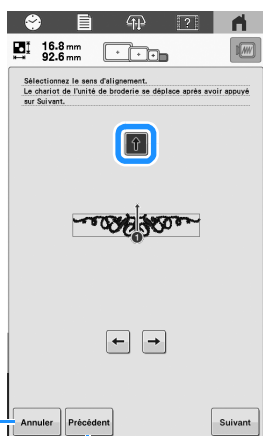 16.8 mm
92.6 mm
?
Sélectionnez le sens d'alignement.
Le chariot de l'unité de broderie se déplace après avoir appuyé
sur Suivant.
1
Annuler
Précédent
Suivant